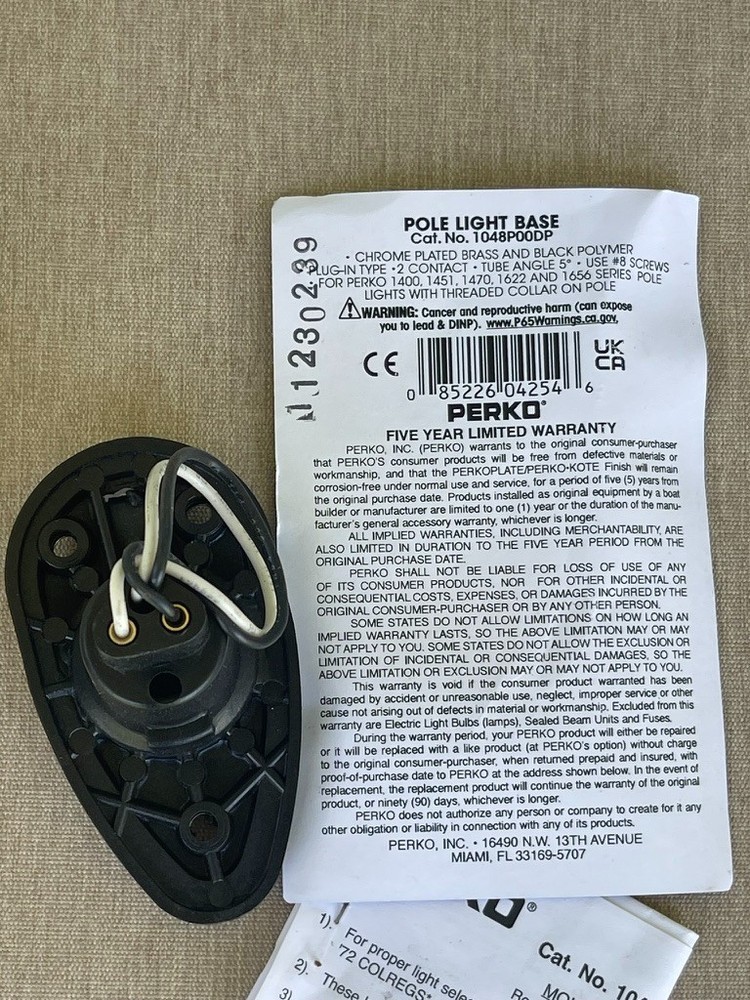 POLE LIGHT BASE
Cat. No. 1048P00DP
• CHROME PLATED BRASS AND BLACK POLYMER
• PLUG-IN TYPE • 2 CONTACT • TUBE ANGLE 5° • USE #8 SCREWS
• FOR PERKO 1400, 1451, 1470, 1622 AND 1656 SERIES POLE
LIGHTS WITH THREADED COLLAR ON POLE
11230239
WARNING: Cancer and reproductive harm (can expose
you to lead & DINP). www.P65Warnings.ca.gov
CE
UK
CA
0 85226 04254 6
PERKO®
FIVE YEAR LIMITED WARRANTY
PERKO, INC. (PERKO) warrants to the original consumer-purchaser
that PERKO'S consumer products will be free from defective materials or
workmanship, and that the PERKOPLATE/PERKO-KOTE Finish will remain
corrosion-free under normal use and service, for a period of five (5) years from
the original purchase date. Products installed as original equipment by a boat
builder or manufacturer are limited to one (1) year or the duration of the manu-
facturer's general accessory warranty, whichever is longer.
ALL IMPLIED WARRANTIES, INCLUDING MERCHANTABILITY, ARE
ALSO LIMITED IN DURATION TO THE FIVE YEAR PERIOD FROM THE
ORIGINAL PURCHASE DATE.
PERKO SHALL NOT BE LIABLE FOR LOSS OF USE OF ANY
OF ITS CONSUMER PRODUCTS, NOR FOR OTHER INCIDENTAL OR
CONSEQUENTIAL COSTS, EXPENSES, OR DAMAGES INCURRED BY THE
ORIGINAL CONSUMER-PURCHASER OR BY ANY OTHER PERSON.
SOME STATES DO NOT ALLOW LIMITATIONS ON HOW LONG AN
IMPLIED WARRANTY LASTS, SO THE ABOVE LIMITATION MAY OR MAY
NOT APPLY TO YOU. SOME STATES DO NOT ALLOW THE EXCLUSION OR
LIMITATION OF INCIDENTAL OR CONSEQUENTIAL DAMAGES, SO THE
ABOVE LIMITATION OR EXCLUSION MAY OR MAY NOT APPLY TO YOU.
This warranty is void if the consumer product warranted has been
damaged by accident or unreasonable use, neglect, improper service or other
cause not arising out of defects in material or workmanship. Excluded from this
warranty are Electric Light Bulbs (lamps), Sealed Beam Units and Fuses.
During the warranty period, your PERKO product will either be repaired
or it will be replaced with a like product (at PERKO's option) without charge
to the original consumer-purchaser, when returned prepaid and insured, with
proof-of-purchase date to PERKO at the address shown below. In the event of
replacement, the replacement product will continue the warranty of the original
product, or ninety (90) days, whichever is longer.
PERKO does not authorize any person or company to create for it any
other obligation or liability in connection with any of its products.
PERKO, INC. • 16490 N.W. 13TH AVENUE
MIAMI, FL 33169-5707
Cat. No. 104
1). For proper light selec
'72 COLREGS"
2). These
3)